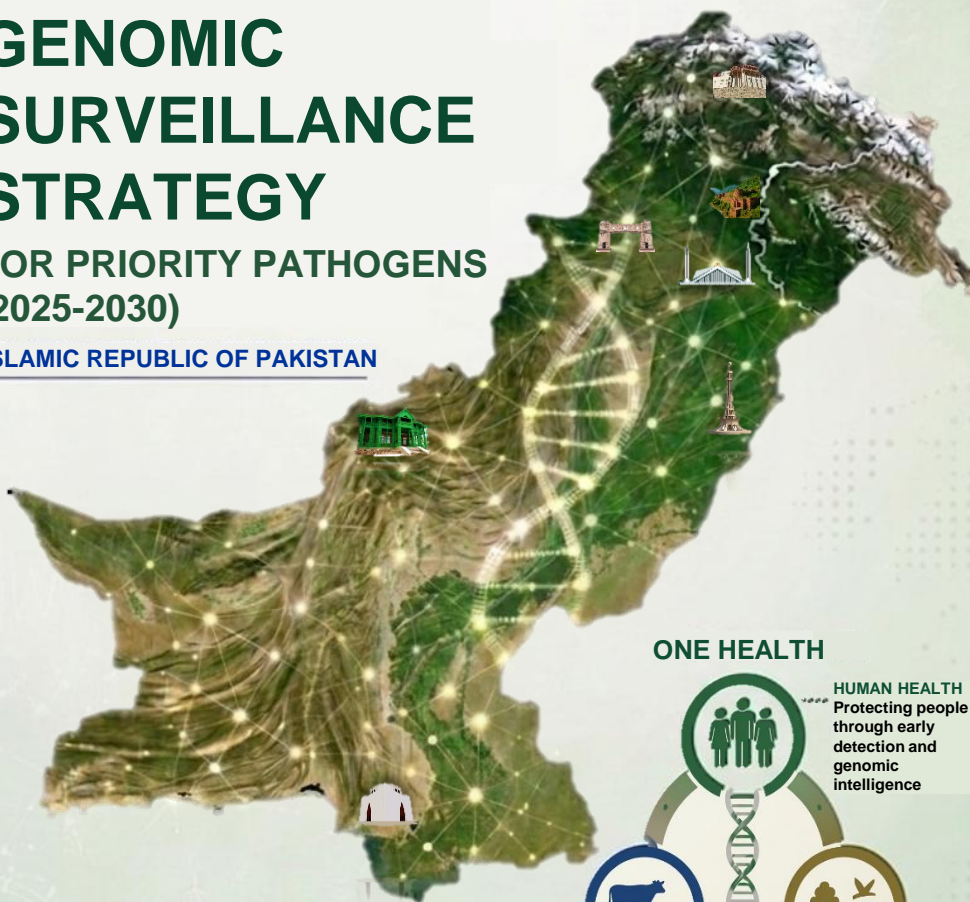 GENOMIC
SURVEILLANCE
STRATEGY
OR PRIORITY PATHOGENS
2025-2030)
SLAMIC REPUBLIC OF PAKISTAN
ONE HEALTH
HUMAN HEALTH
Protecting people
through early
detection and
genomic
intelligence